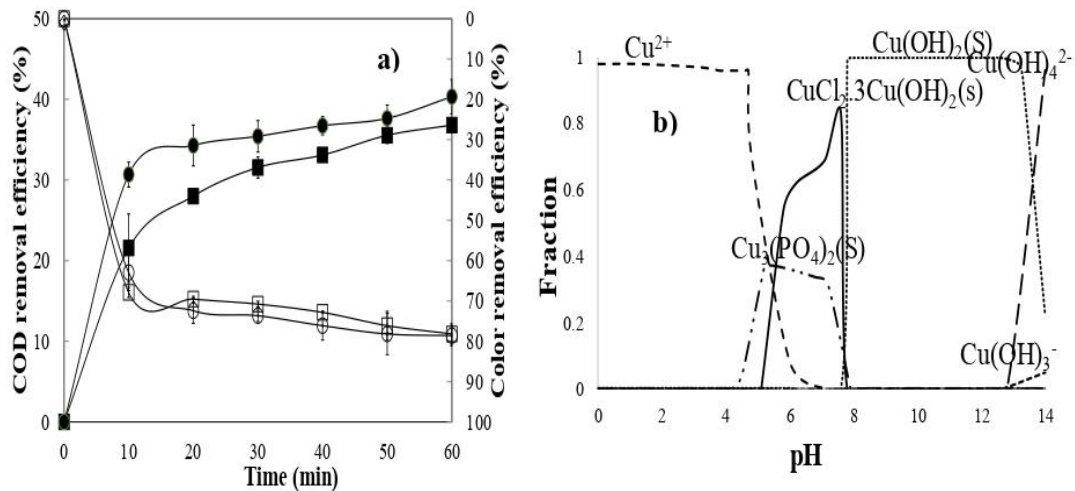 a)
COD removal efficiency (%)
50
40
30
20
10
0
0
10
20
30
40
50
60
70
80
90
100
Color removal efficiency (%)
0 10 20 30 40 50 60
Time (min)
b)
Fraction
1
0.8
0.6
0.4
0.2
0
Cu²⁺
Cu(OH)₂(S)
Cu(OH)₄²⁻
CuCl₂.3Cu(OH)₂(s)
Cu₃(PO₄)₂(S)
Cu(OH)₃⁻
0 2 4 6 8 10 12 14
pH